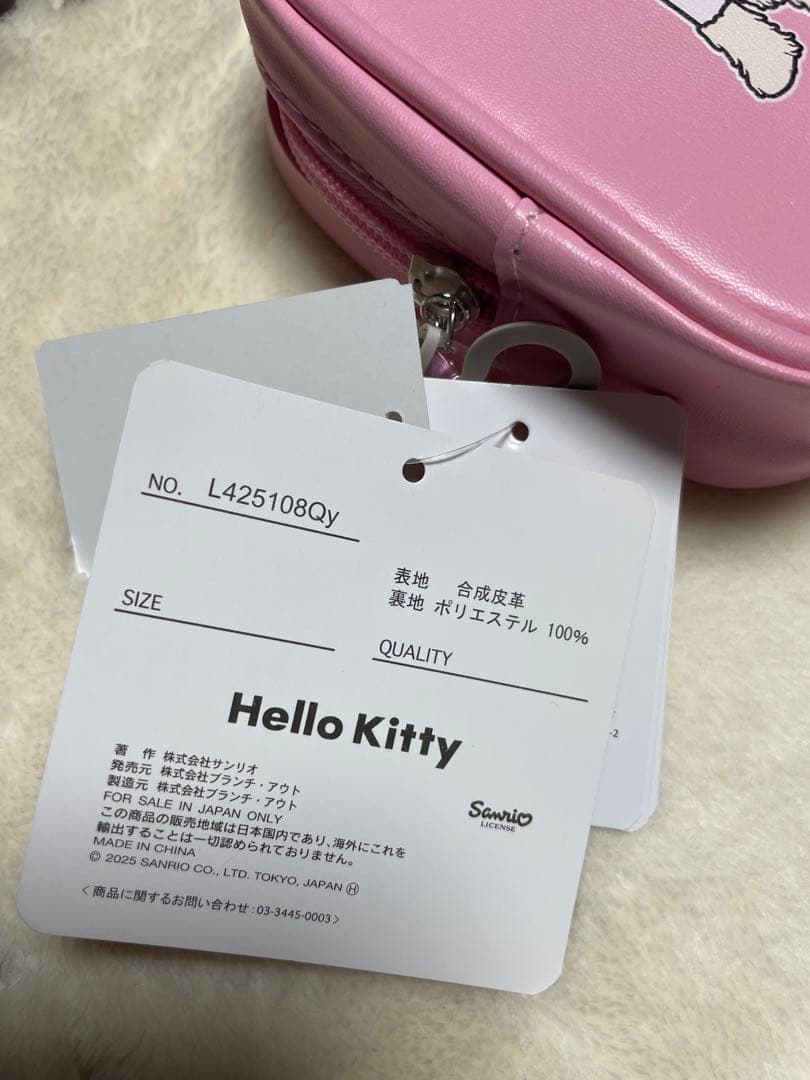 NO. L425108Qy
表地 合成皮革
裏地 ポリエステル 100%
SIZE
QUALITY
Hello Kitty
著 作 株式会社サンリオ
発売元 株式会社ブランチ・アウト
製造元 株式会社ブランチ・アウト
FOR SALE IN JAPAN ONLY
この商品の販売地域は日本国内であり、海外にこれを
輸出することは一切認められておりません。
MADE IN CHINA
© 2025 SANRIO CO., LTD. TOKYO, JAPAN Ⓗ
Sanrio
LICENSE
<商品に関するお問い合わせ:03-3445-0003>
-2